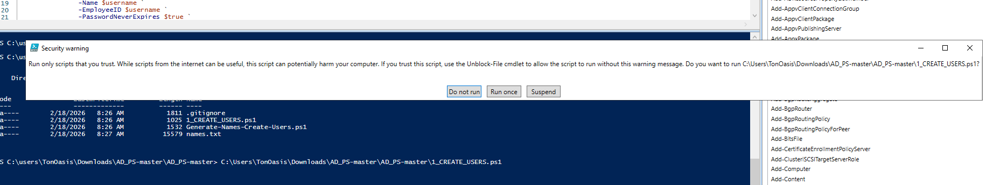 19 -Name $username `
20 -EmployeeID $username `
21 -PasswordNeverExpires $true `
Add-AppvClientConnectionGroup
Add-AppvClientPackage
Add-AppvPublishingServer
Add-AppxPackage
S C:\us
Security warning
S C:\us
Run only scripts that you trust. While scripts from the internet can be useful, this script can potentially harm your computer. If you trust this script, use the Unblock-File cmdlet to allow the script to run without this warning message. Do you want to run C:\Users\TonOasis\Downloads\AD_PS-master\AD_PS-master\1_CREATE_USERS.ps1?
Dire
Do not run Run once Suspend
ode
--- ------------- ------ ----
a---- 2/18/2026 8:26 AM 1811 .gitignore
a---- 2/18/2026 8:26 AM 1025 1_CREATE_USERS.ps1
a---- 2/18/2026 8:26 AM 1532 Generate-Names-Create-Users.ps1
a---- 2/18/2026 8:27 AM 15579 names.txt
S C:\users\TonOasis\Downloads\AD_PS-master\AD_PS-master> C:\Users\TonOasis\Downloads\AD_PS-master\AD_PS-master\1_CREATE_USERS.ps1
Add-BgpRouter
Add-BgpRoutingPolicy
Add-BgpRoutingPolicyForPeer
Add-BitsFile
Add-CertificateEnrollmentPolicyServer
Add-ClusteriSCSITargetServerRole
Add-Computer
Add-Content